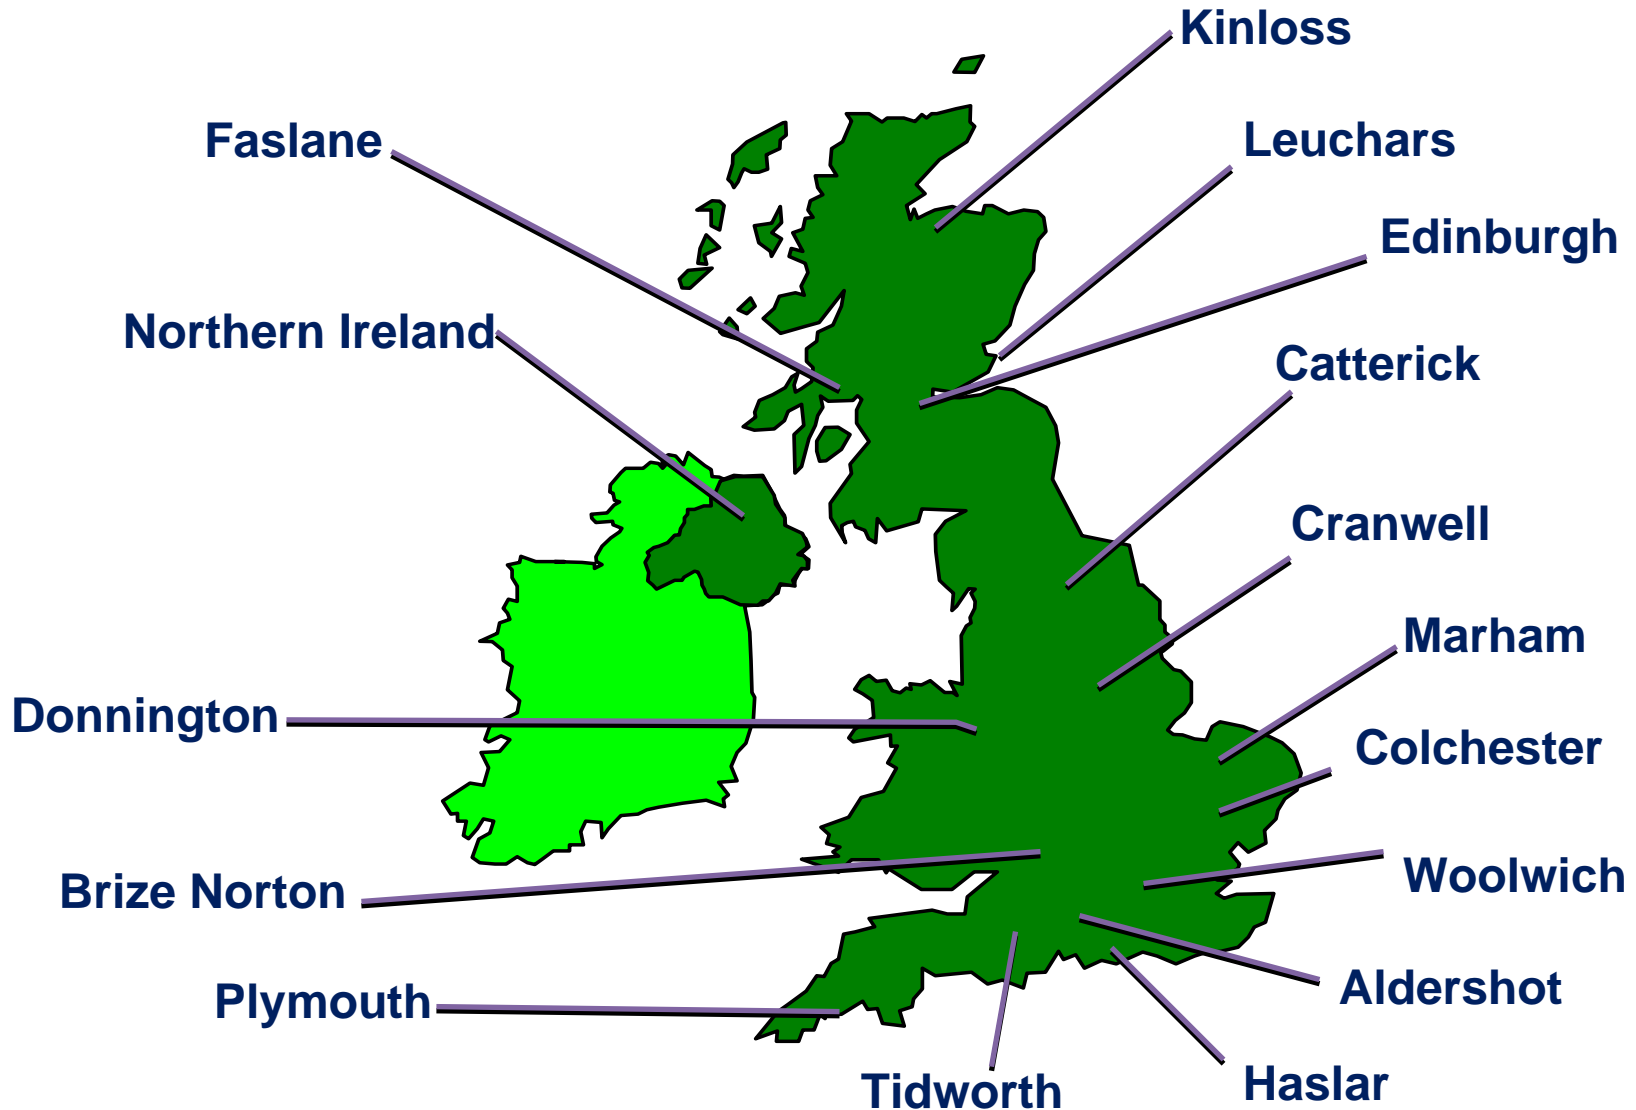 Kinloss
Faslane
Leuchars
Edinburgh
Northern Ireland
Catterick
Cranwell
Marham
Donnington
Colchester
Woolwich
Brize Norton
Aldershot
Plymouth
Haslar
Tidworth